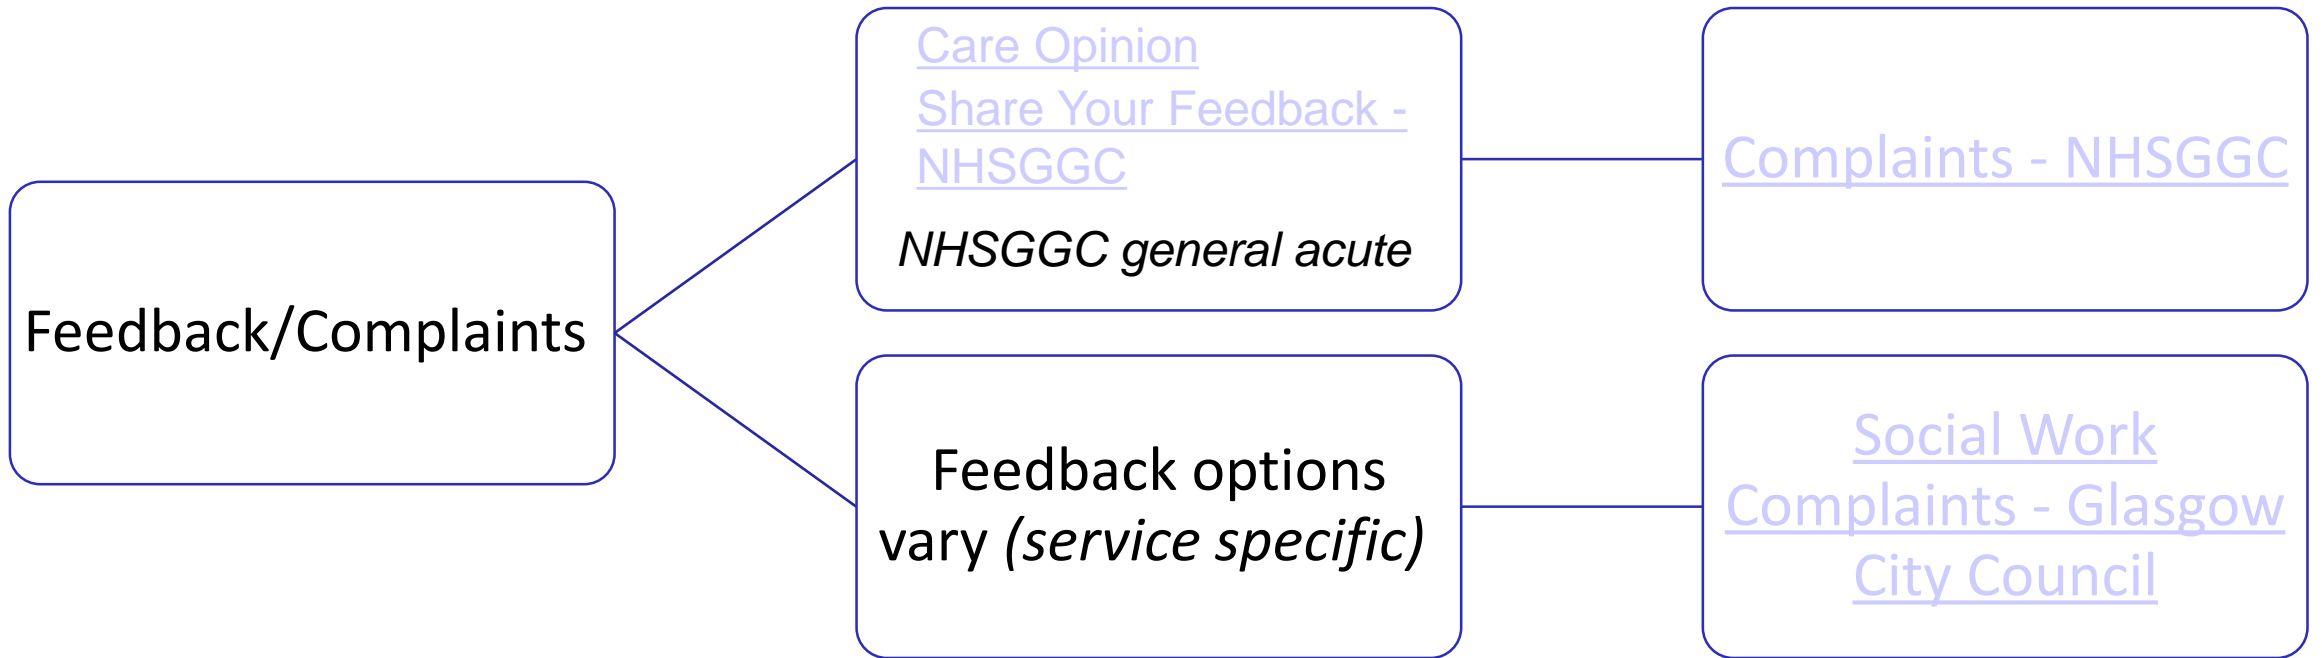 Feedback/Complaints
Care Opinion
Share Your Feedback -
NHSGGC
NHSGGC general acute
Complaints - NHSGGC
Feedback options
vary (service specific)
Social Work
Complaints - Glasgow
City Council